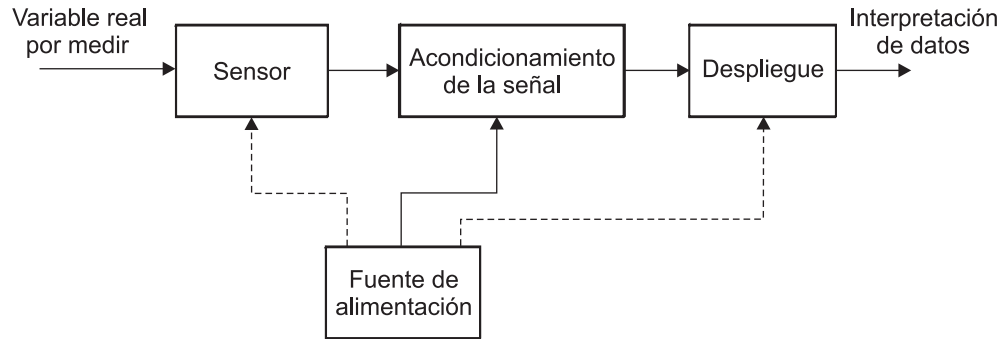 Variable real
por medir
Sensor
Acondicionamiento
de la señal
Despliegue
Interpretación
de datos
Fuente de
alimentación